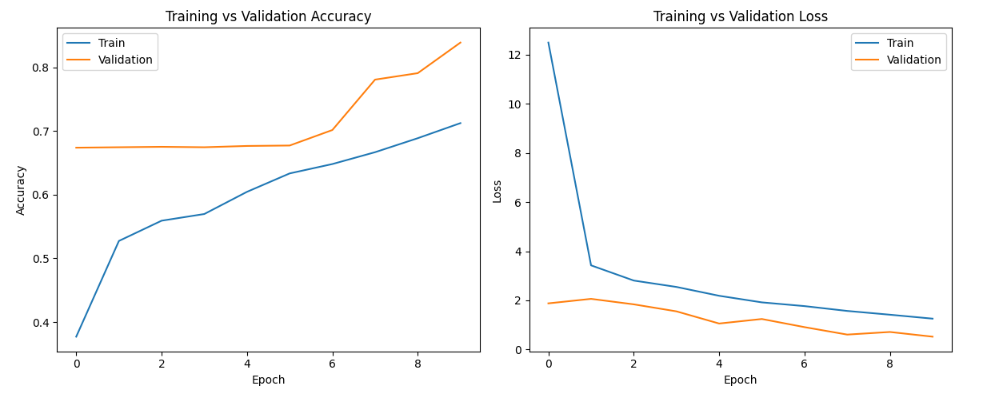 Training vs Validation Accuracy
Train
Validation
0.8
0.7
0.6
0.5
0.4
Accuracy
0 2 4 6 8
Epoch
Training vs Validation Loss
Train
Validation
12
10
8
6
4
2
0
Loss
0 2 4 6 8
Epoch